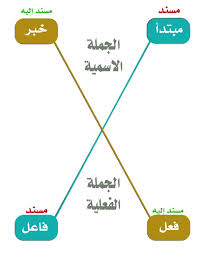 مسند
مسند إليه
مبتدأ
خبر
الجملة
الاسمية
الجملة
الفعلية
مسند إليه
مسند
فعل
فاعل